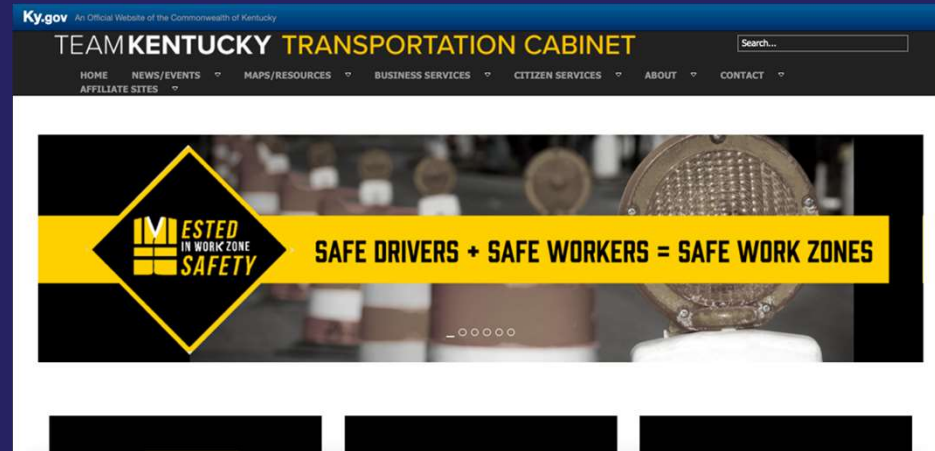 Ky.gov An Official Website of the Commonwealth of Kentucky
TEAM KENTUCKY TRANSPORTATION CABINET
Search...
HOME NEWS/EVENTS MAPS/RESOURCES BUSINESS SERVICES CITIZEN SERVICES ABOUT CONTACT
AFFILIATE SITES
VESTED
IN WORK ZONE
SAFETY
SAFE DRIVERS + SAFE WORKERS = SAFE WORK ZONES